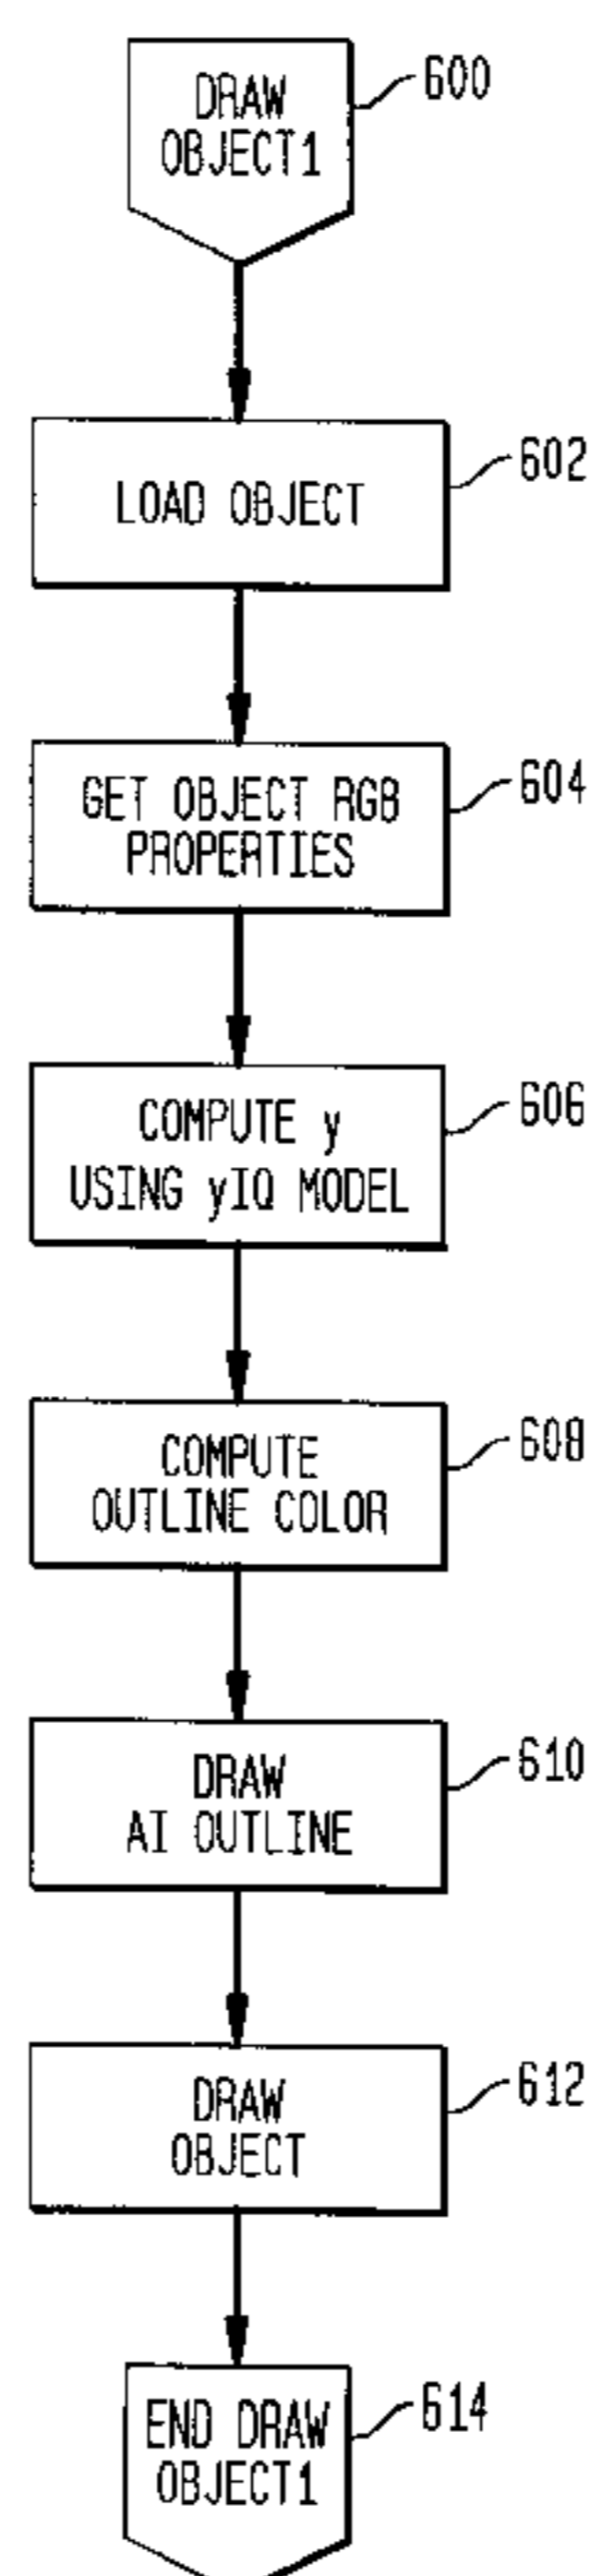 DRAW
OBJECT1
600
LOAD OBJECT
602
GET OBJECT RGB
PROPERTIES
604
COMPUTE y
USING yIQ MODEL
606
COMPUTE
OUTLINE COLOR
608
DRAW
AI OUTLINE
610
DRAW
OBJECT
612
END DRAW
OBJECT1
614